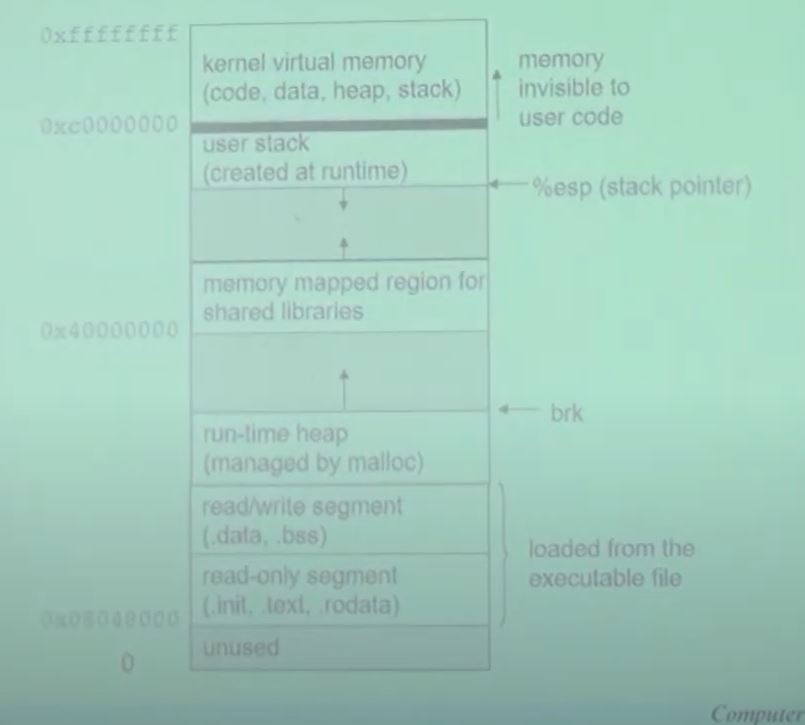 0xffffffff
kernel virtual memory
(code, data, heap, stack)
memory
invisible to
user code
0xc0000000
user stack
(created at runtime)
%esp (stack pointer)
memory mapped region for
shared libraries
0x40000000
brk
run-time heap
(managed by malloc)
read/write segment
(.data, .bss)
loaded from the
executable file
read-only segment
(.init, .text, .rodata)
0x08048000
unused
0
Computer